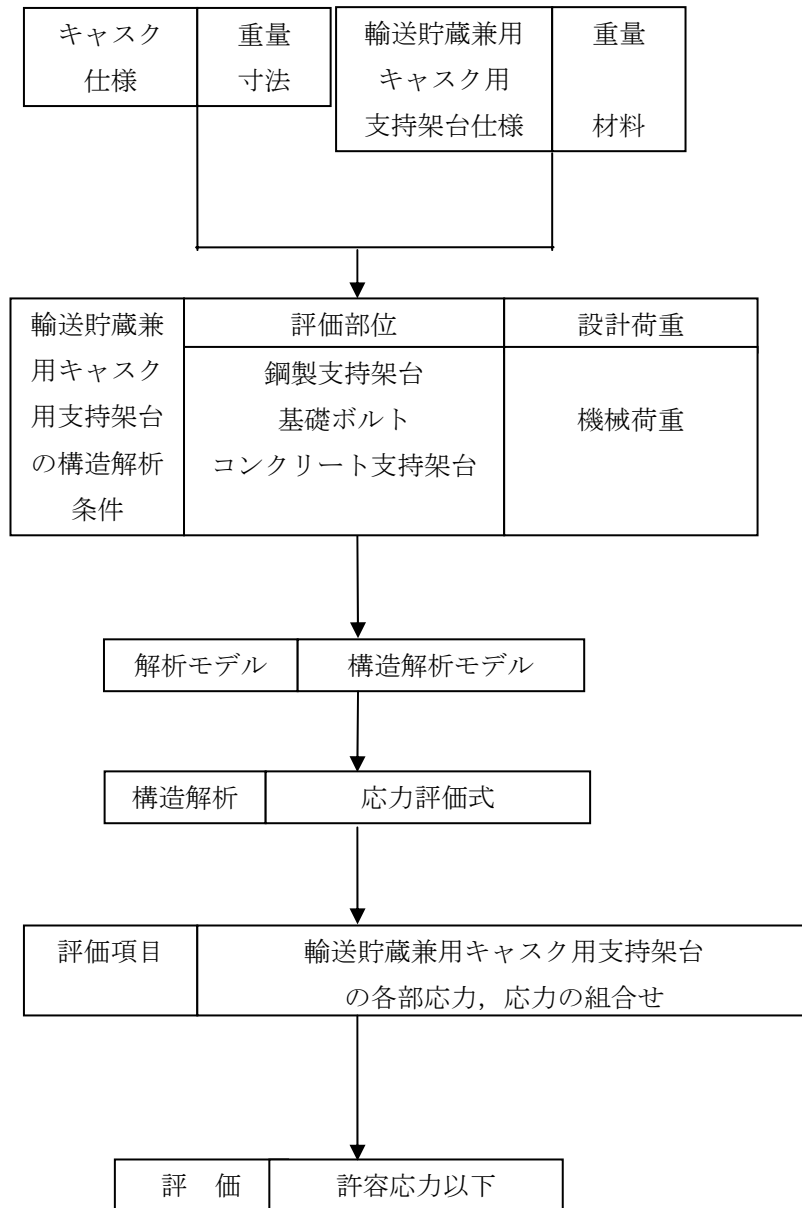 キャスク
仕様
重量
寸法
輸送貯蔵兼用
キャスク用
支持架台仕様
重量
材料
輸送貯蔵兼
用キャスク
用支持架台
の構造解析
条件
評価部位
鋼製支持架台
基礎ボルト
コンクリート支持架台
設計荷重
機械荷重
解析モデル
構造解析モデル
構造解析
応力評価式
評価項目
輸送貯蔵兼用キャスク用支持架台
の各部応力，応力の組合せ
評　価
許容応力以下